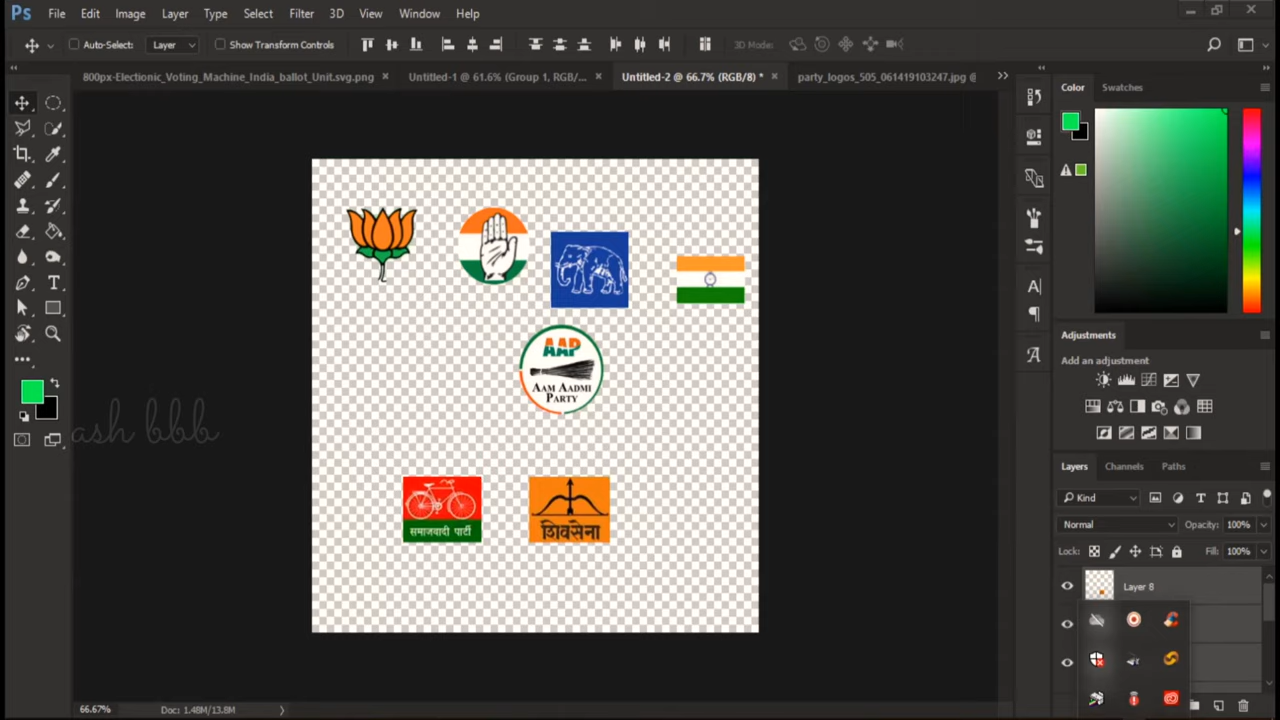 Ps File Edit Image Layer Type Select Filter 3D View Window Help
Auto-Select: Layer Show Transform Controls 3D Mode:
800px-Electionic_Voting_Machine_India_ballot_Unit.svg.png Untitled-1 @ 61.6% (Group 1, RGB/... Untitled-2 @ 66.7% (RGB/8) * party_logos_505_061419103247.jpg @
Color Swatches
AAP
AAM AADMI
PARTY
Adjustments
Add an adjustment
ash bbb
Layers Channels Paths
Kind
समाजवादी पार्टी
शिवसेना
Normal Opacity: 100%
Lock: Fill: 100%
Layer 8
66.67% Doc: 1.48M/13.8M